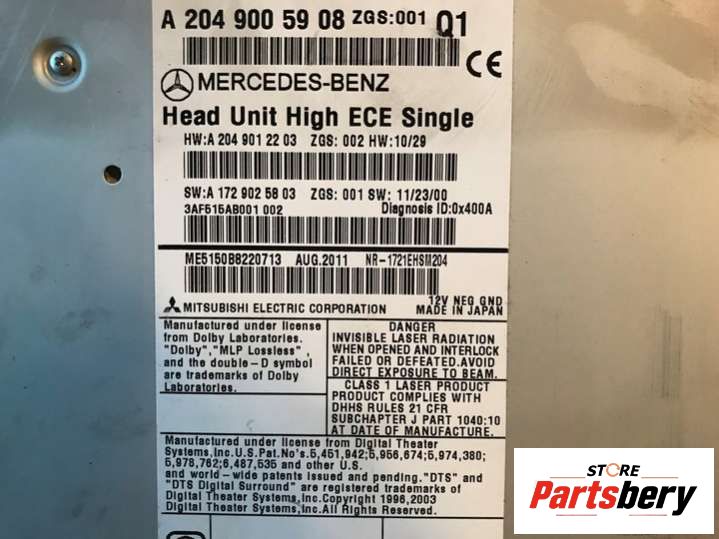 A 204 900 59 08 ZGS:001 Q1
CE
MERCEDES-BENZ
Head Unit High ECE Single
HW:A 204 901 22 03 ZGS: 002 HW:10/29
SW:A 172 902 58 03 ZGS: 001 SW: 11/23/00
3AF515AB001 002 Diagnosis ID:0x400A
ME5150B8220713 AUG.2011 NR-1721EHSM204
MITSUBISHI ELECTRIC CORPORATION
12V NEG GND
MADE IN JAPAN
Manufactured under license
from Dolby Laboratories.
"Dolby","MLP Lossless",
and the double-D symbol
are trademarks of Dolby
Laboratories.
DANGER
INVISIBLE LASER RADIATION
WHEN OPENED AND INTERLOCK
FAILED OR DEFEATED.AVOID
DIRECT EXPOSURE TO BEAM.
CLASS 1 LASER PRODUCT
PRODUCT COMPLIES WITH
DHHS RULES 21 CFR
SUBCHAPTER J PART 1040:10
AT DATE OF MANUFACTURE.
Manufactured under license from Digital Theater
Systems,Inc.U.S.Pat.No's.5,451,942;5,956,674;5,974,380;
5,978,762;6,487,535 and other U.S.
and world-wide patents issued and pending."DTS" and
"DTS Digital Surround" are registered trademarks of
Digital Theater Systems,Inc.Copyright 1996,2003
Digital Theater Systems,Inc.All Rights Reserved.
STORE
Partsbery